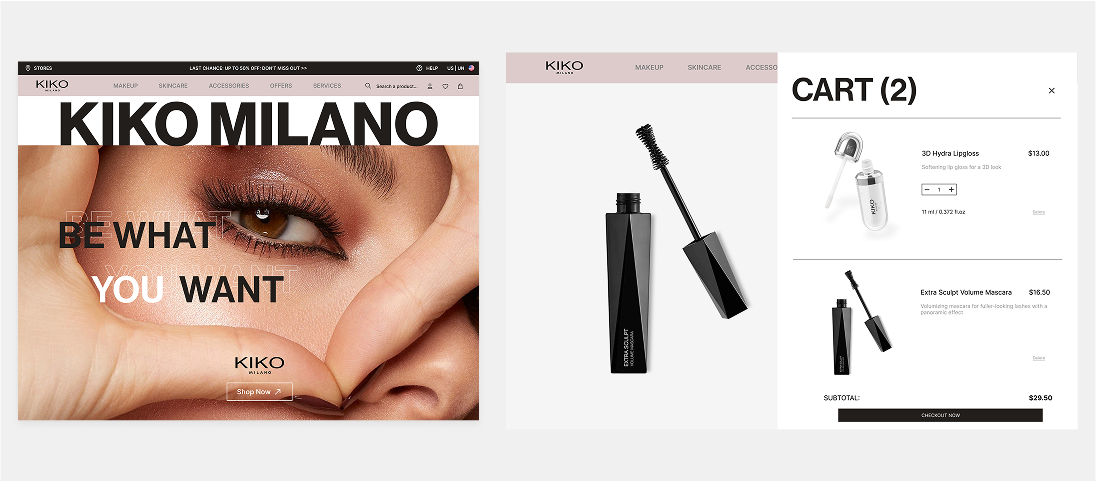 STORES
LAST CHANCE: UP TO 50% OFF! DON'T MISS OUT >>
HELP
US | UN
KIKO
MILANO
MAKEUP
SKINCARE
ACCESSORIES
OFFERS
SERVICES
Search a product...
KIKO MILANO
BE WHAT
YOU WANT
KIKO
MILANO
Shop Now
KIKO
MILANO
MAKEUP
SKINCARE
ACCESSO
EXTRA SCULPT
VOLUME MASCARA
CART (2)
3D Hydra Lipgloss
$13.00
Softening lip gloss for a 3D look
− 1 +
11 ml / 0.372 fl.oz
Delete
KIKO
Extra Sculpt Volume Mascara
$16.50
Volumizing mascara for fuller-looking lashes with a
panoramic effect
Delete
SUBTOTAL:
$29.50
CHECKOUT NOW